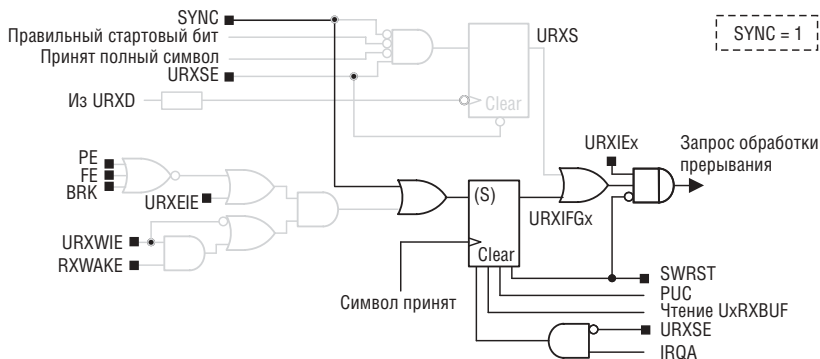 SYNC
SYNC = 1
Правильный стартовый бит
URXS
Принят полный символ
URXSE
Из URXD
Clear
URXIEx
Запрос обработки
прерывания
PE
FE
BRK
URXEIE
(S)
URXIFGx
URXWIE
RXWAKE
Clear
Символ принят
SWRST
PUC
Чтение UxRXBUF
URXSE
IRQA